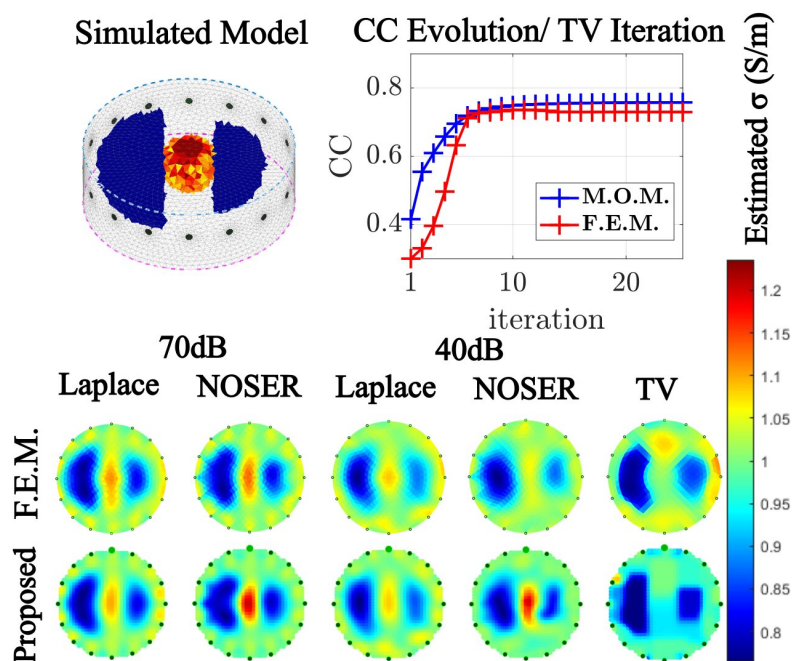 Simulated Model
CC Evolution/ TV Iteration
0.8
0.6
0.4
CC
M.O.M.
F.E.M.
1
10
20
iteration
Estimated σ (S/m)
1.2
1.15
1.1
1.05
1
0.95
0.9
0.85
0.8
70dB
40dB
Laplace
NOSER
Laplace
NOSER
TV
F.E.M.
Proposed